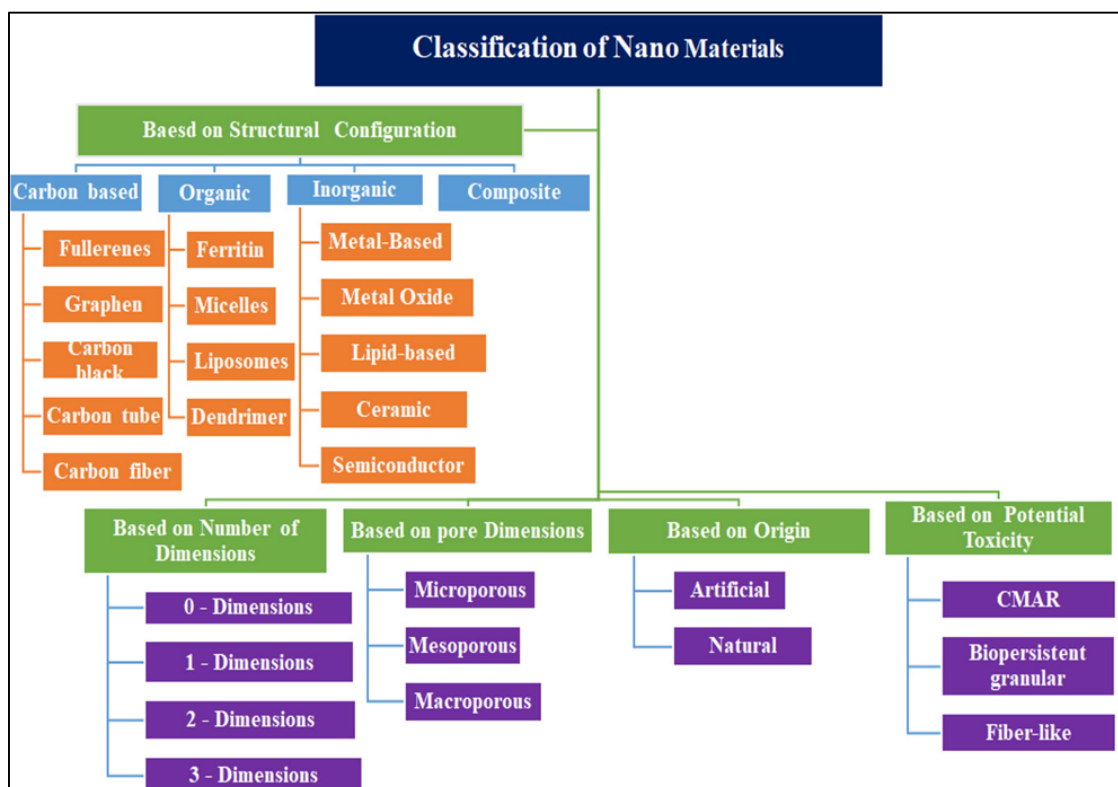 Classification of Nano Materials
Baesd on Structural Configuration
Carbon based
Organic
Inorganic
Composite
Fullerenes
Graphen
Carbon
black
Carbon tube
Carbon fiber
Ferritin
Micelles
Liposomes
Dendrimer
Metal-Based
Metal Oxide
Lipid-based
Ceramic
Semiconductor
Based on Number of
Dimensions
0 - Dimensions
1 - Dimensions
2 - Dimensions
3 - Dimensions
Based on pore Dimensions
Microporous
Mesoporous
Macroporous
Based on Origin
Artificial
Natural
Based on Potential
Toxicity
CMAR
Biopersistent
granular
Fiber-like